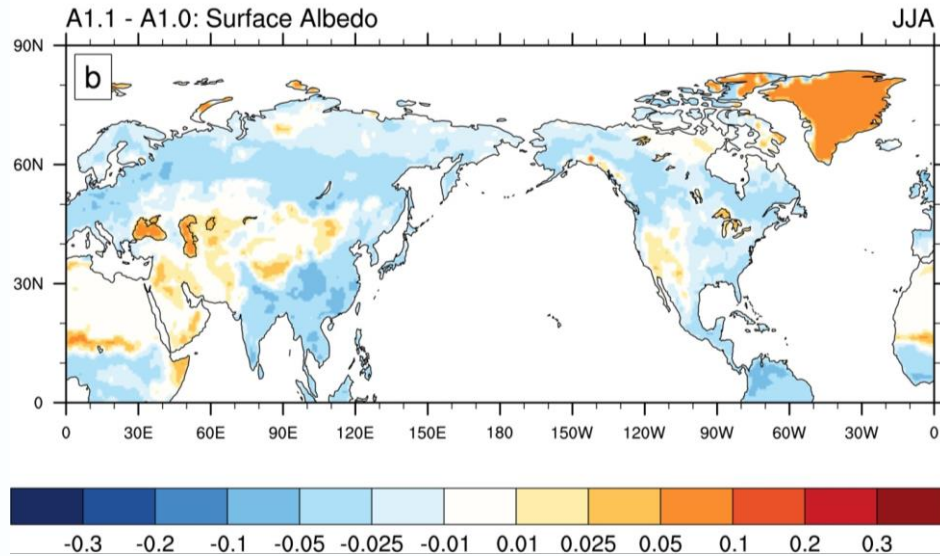 A1.1 - A1.0: Surface Albedo JJA
90N
b
60N
30N
0
0 30E 60E 90E 120E 150E 180 150W 120W 90W 60W 30W 0
-0.3 -0.2 -0.1 -0.05 -0.025 -0.01 0.01 0.025 0.05 0.1 0.2 0.3